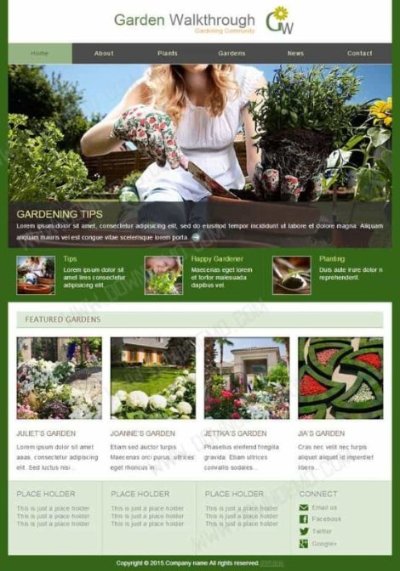 Garden Walkthrough
Gardening Community
GW
Home About Plants Gardens News Contact
GARDENING TIPS
Lorem ipsum dolor sit amet, consectetur adipiscing elit, sed do eiusmod tempor incididunt ut labore et dolore magna. Aliquam
aliquam mauris vel est congue vitae scelerisque lorem porta.
Tips
Lorem ipsum dolor sit
amet linis consectetur
adipiscing elit.
Happy Gardener
Maecenas eget lorem
et tortor malesuada
dapibus vel.
Planting
Duis aute irure dolor n
reprehenderit.
FEATURED GARDENS
JULIET'S GARDEN
Lorem ipsum dolor sit amet
aaak, consectetur adipiscing
elit. Sed luctus nisi..
JOANNE'S GARDEN
Etiam sed auctor turpis.
Maecenas orci purus, ultrices
eget rhoncus in..
JETTKA'S GARDEN
Phasellus eleifend fringilla
gravida. Etiam ultrices
convallis sodales..
JIA'S GARDEN
Cras nec velit nec turpis
aliquet aliquet id imperdiet
libero..
PLACE HOLDER
This is just a place holder
This is just a place holder
This is just a place holder
PLACE HOLDER
This is just a place holder
This is just a place holder
This is just a place holder
PLACE HOLDER
This is just a place holder
This is just a place holder
This is just a place holder
CONNECT
Email us
Facebook
Twitter
Google+
Copyright © 2015.Company name All rights reserved.